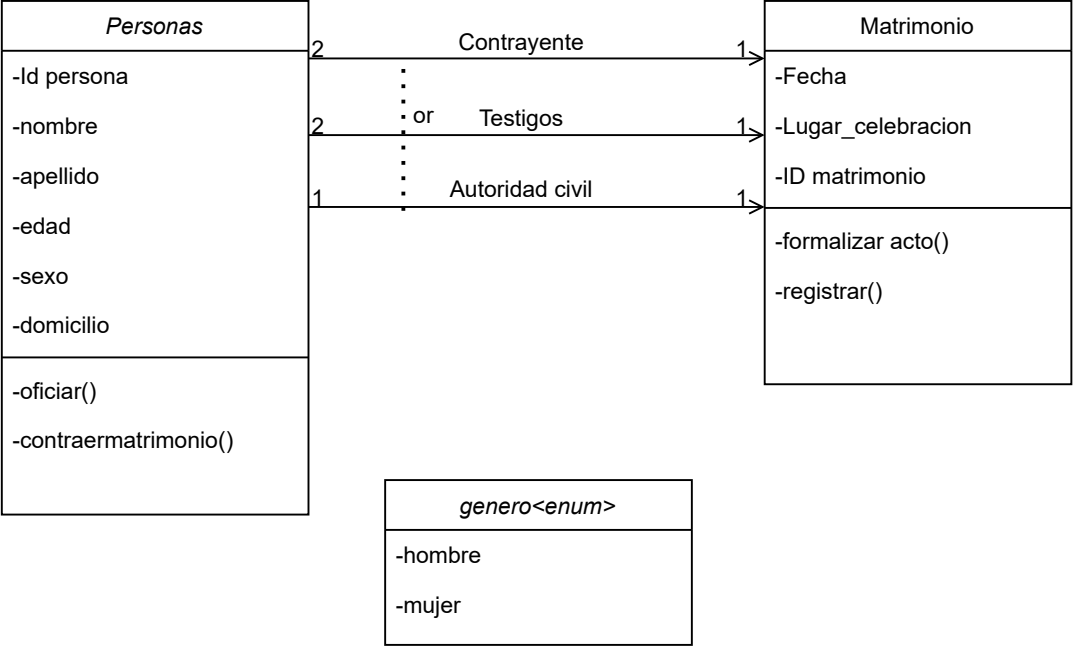 Personas
-Id persona
-nombre
-apellido
-edad
-sexo
-domicilio
-oficiar()
-contraermatrimonio()
2 Contrayente 1
or
2 Testigos 1
1 Autoridad civil 1
Matrimonio
-Fecha
-Lugar_celebracion
-ID matrimonio
-formalizar acto()
-registrar()
genero<enum>
-hombre
-mujer